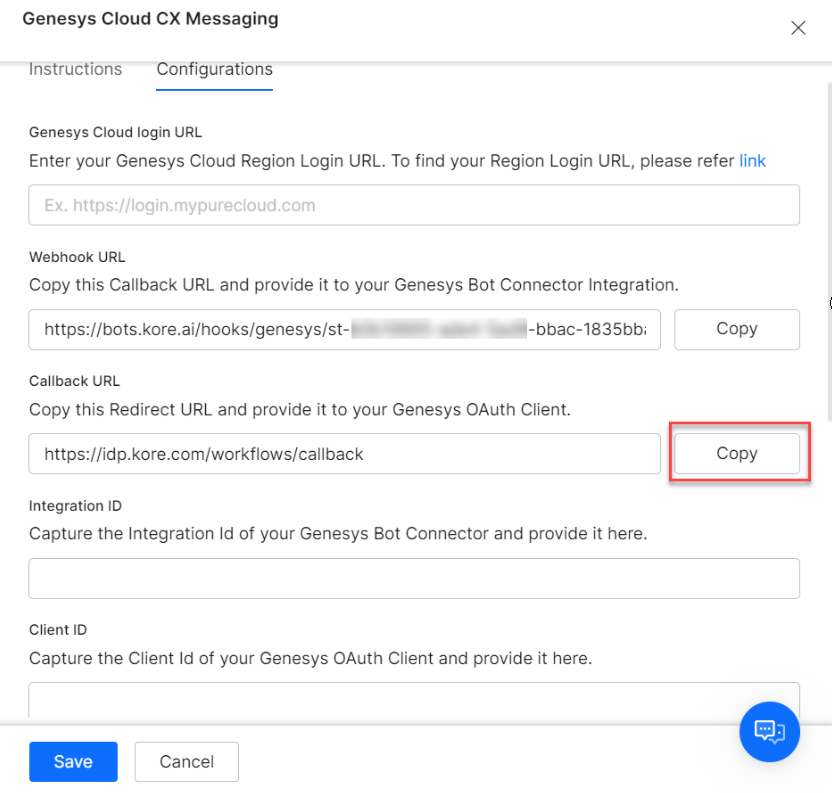 Genesys Cloud CX Messaging
Instructions
Configurations
Genesys Cloud login URL
Enter your Genesys Cloud Region Login URL. To find your Region Login URL, please refer link
Ex. https://login.mypurecloud.com
Webhook URL
Copy this Callback URL and provide it to your Genesys Bot Connector Integration.
https://bots.kore.ai/hooks/genesys/st- -bbac-1835bba
Copy
Callback URL
Copy this Redirect URL and provide it to your Genesys OAuth Client.
https://idp.kore.com/workflows/callback
Copy
Integration ID
Capture the Integration Id of your Genesys Bot Connector and provide it here.
Client ID
Capture the Client Id of your Genesys OAuth Client and provide it here.
Save
Cancel